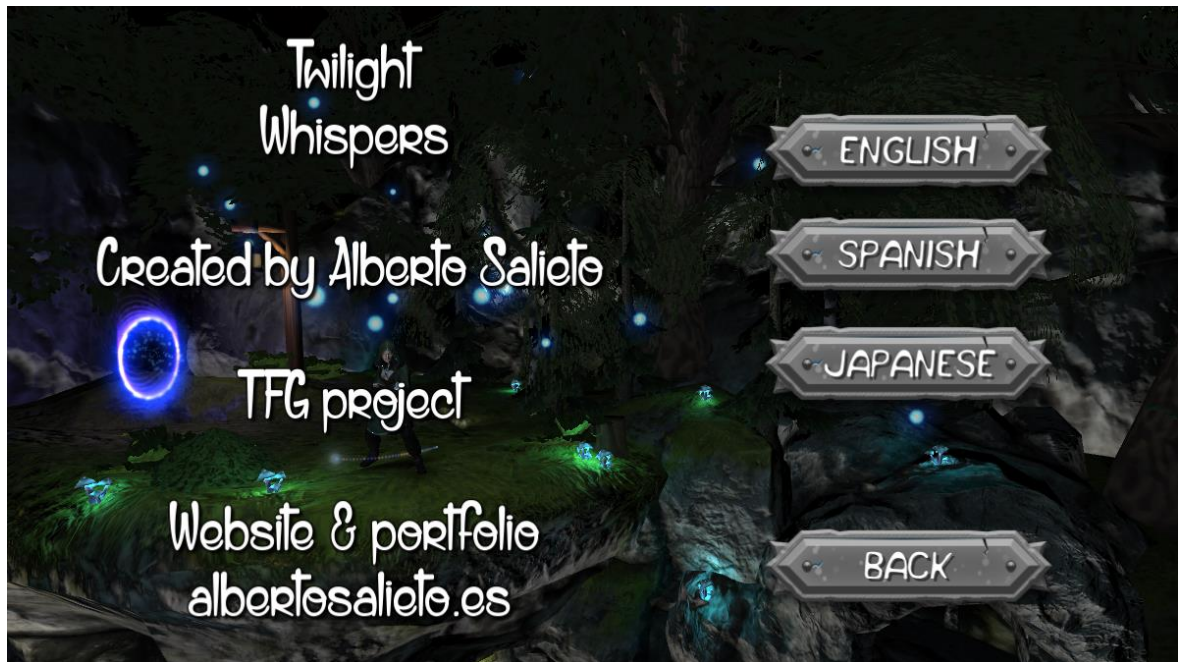 Twilight
Whispers
Created by Alberto Salieto
TFG project
Website & portfolio
albertosalieto.es
ENGLISH
SPANISH
JAPANESE
BACK